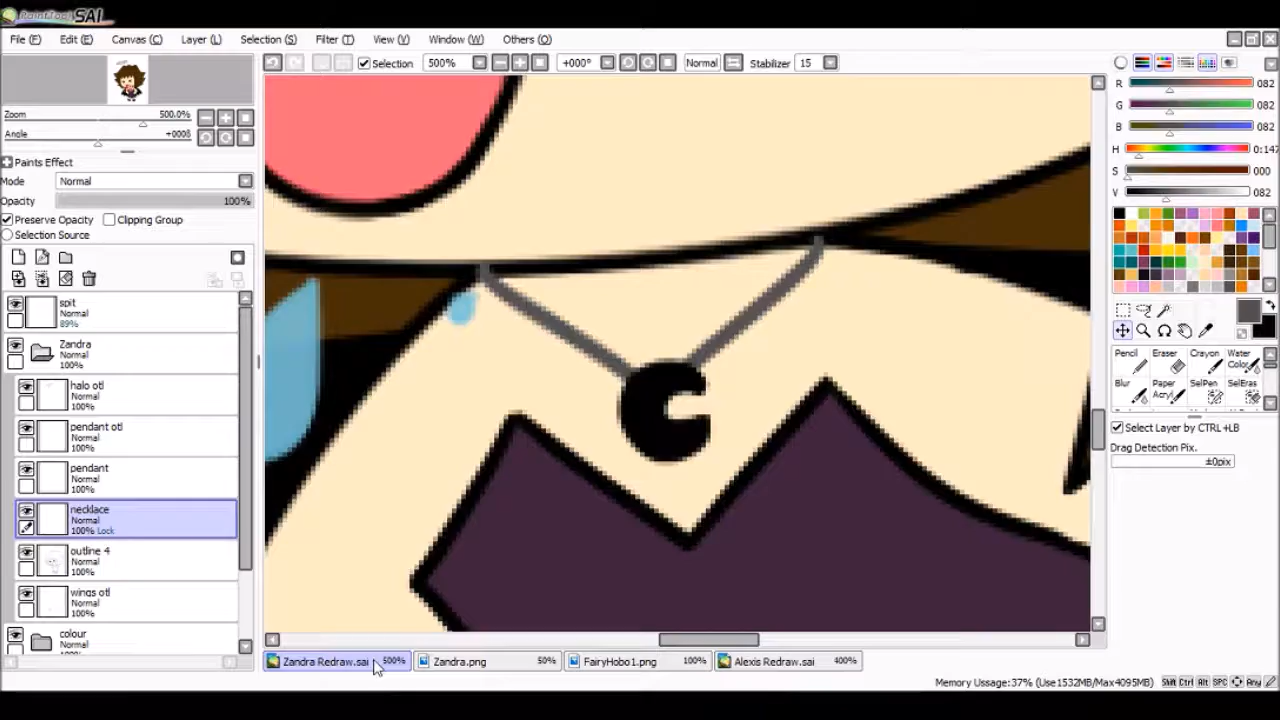 PaintTool SAI
File (F) Edit (E) Canvas (C) Layer (L) Selection (S) Filter (T) View (V) Window (W) Others (O)
Selection 500% +000° Normal Stabilizer 15
Zoom 500.0%
Angle +000θ
Paints Effect
Mode Normal
Opacity 100%
Preserve Opacity Clipping Group
Selection Source
spit
Normal
89%
Zandra
Normal
100%
halo otl
Normal
100%
pendant otl
Normal
100%
pendant
Normal
100%
necklace
Normal
100% Lock
outline 4
Normal
100%
wings otl
Normal
100%
colour
Normal
R 082
G 082
B 082
H 0:147
S 000
V 082
Pencil Eraser Crayon Water Color
Blur Paper Acryl SelPen SelEras
Select Layer by CTRL +LB
Drag Detection Pix.
±0pix
Zandra Redraw.sai 500% Zandra.png 50% FairyHobo1.png 100% Alexis Redraw.sai 400%
Memory Ussage:37% (Use1532MB/Max4095MB) Shift Ctrl Alt SPC Any